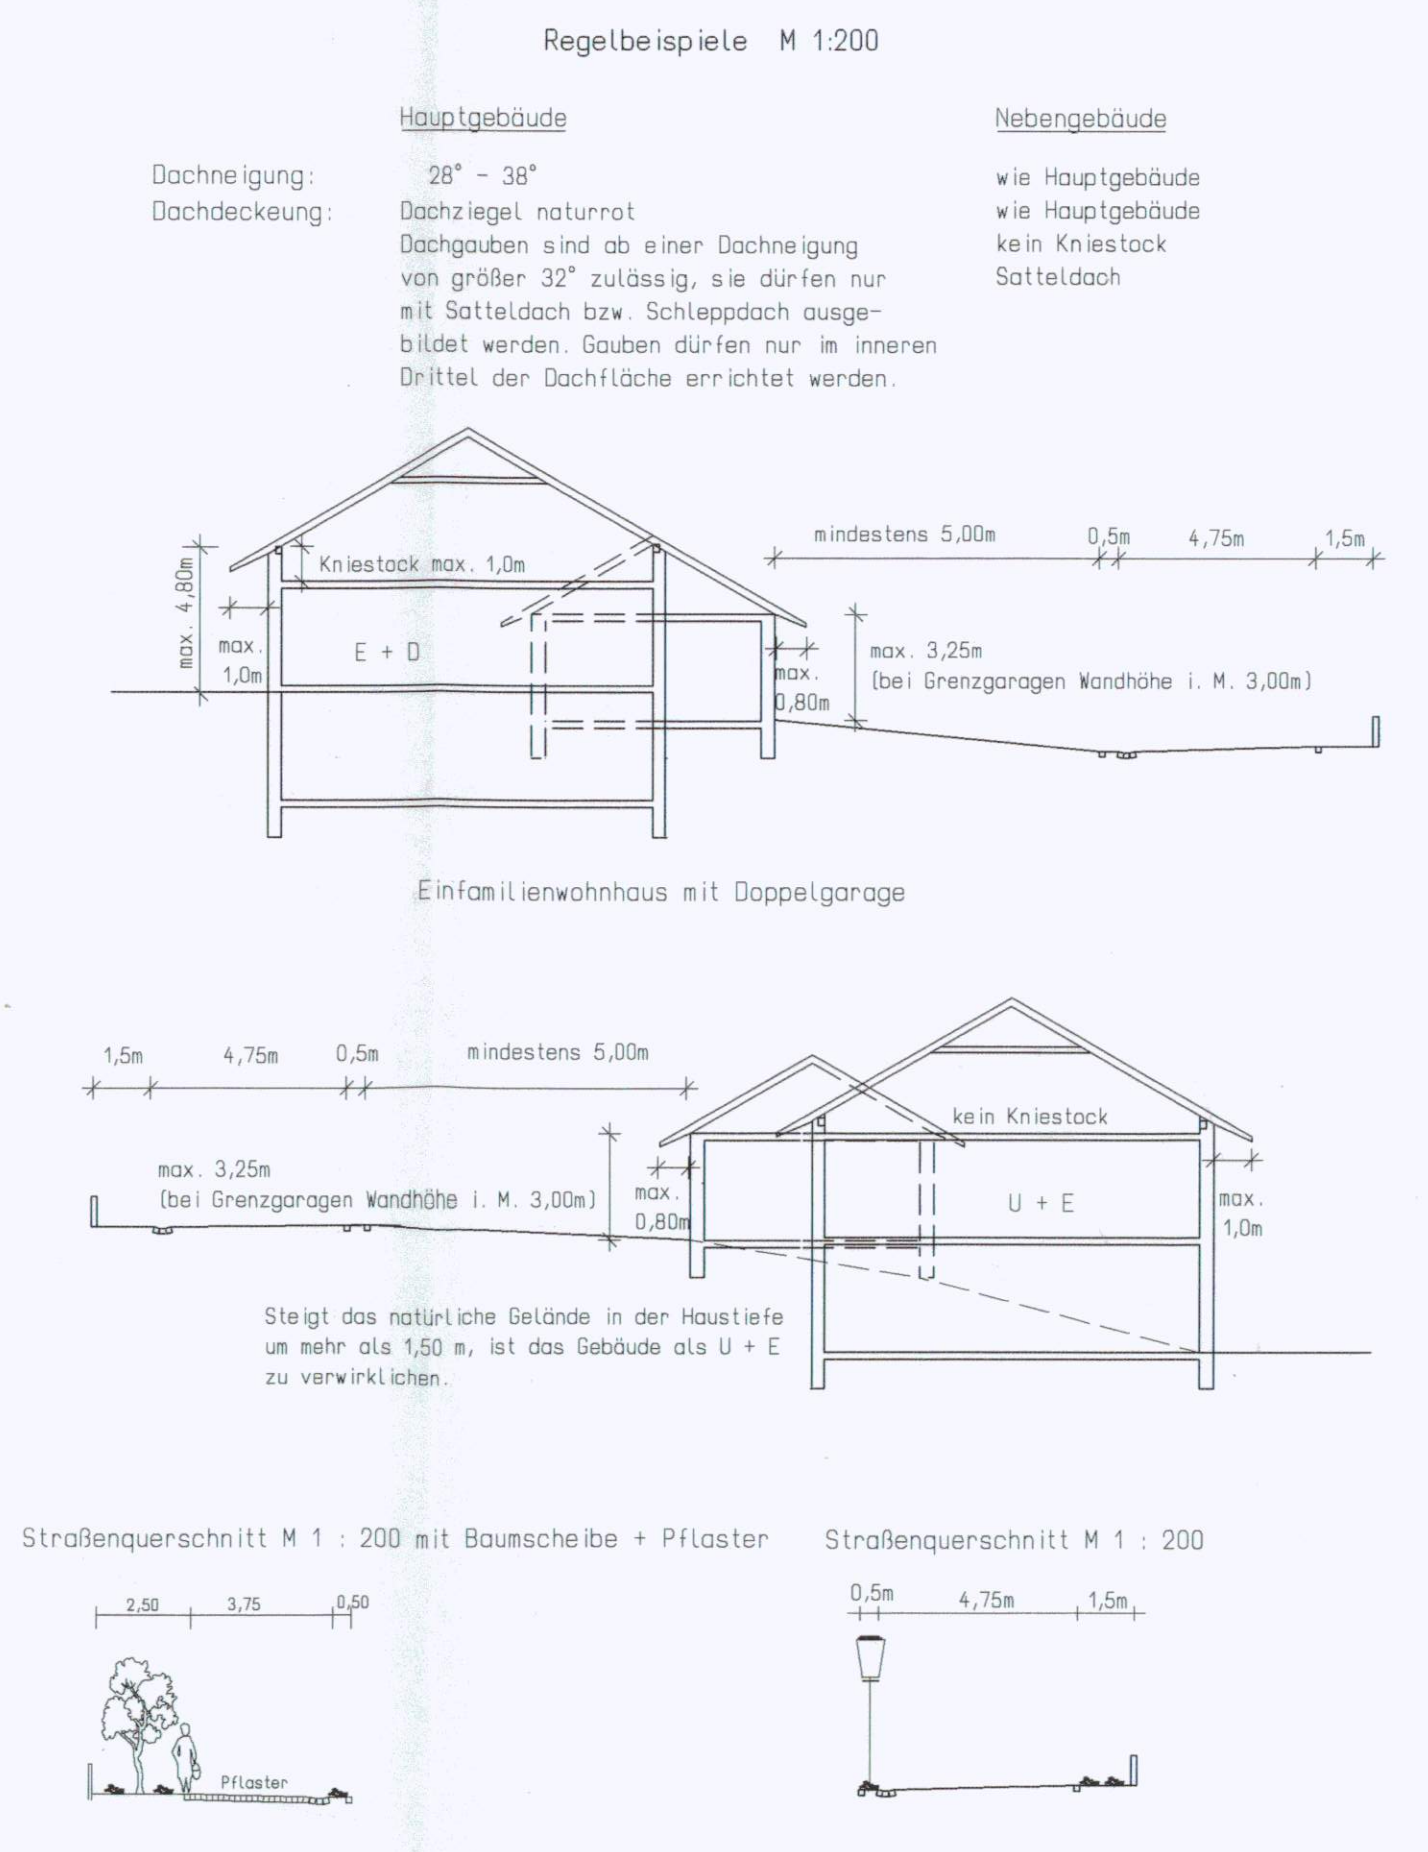 Regelbeispiele M 1:200
Hauptgebäude
Nebengebäude
Dachneigung: 28° - 38°
wie Hauptgebäude
Dachdeckeung: Dachziegel naturrot
wie Hauptgebäude
Dachgauben sind ab einer Dachneigung
kein Kniestock
von größer 32° zulässig, sie dürfen nur
Satteldach
mit Satteldach bzw. Schleppdach ausge-
bildet werden. Gauben dürfen nur im inneren
Drittel der Dachfläche errichtet werden.
mindestens 5,00m
0,5m
4,75m
1,5m
max. 4,80m
Kniestock max. 1,0m
max.
1,0m
E + D
max.
0,80m
max. 3,25m
(bei Grenzgaragen Wandhöhe i. M. 3,00m)
Einfamilienwohnhaus mit Doppelgarage
1,5m
4,75m
0,5m
mindestens 5,00m
kein Kniestock
max. 3,25m
(bei Grenzgaragen Wandhöhe i. M. 3,00m)
max.
0,80m
U + E
max.
1,0m
Steigt das natürliche Gelände in der Haustiefe
um mehr als 1,50 m, ist das Gebäude als U + E
zu verwirklichen.
Straßenquerschnitt M 1 : 200 mit Baumscheibe + Pflaster
2,50
3,75
0,50
Pflaster
Straßenquerschnitt M 1 : 200
0,5m
4,75m
1,5m